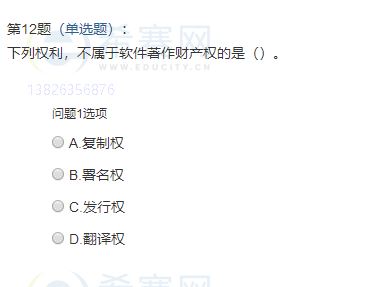 第12题（单选题）：
下列权利，不属于软件著作财产权的是（）。
希赛网
WWW.EDUCITY.CN
13826356876
问题1选项
A.复制权
B.署名权
C.发行权
D.翻译权
希赛网